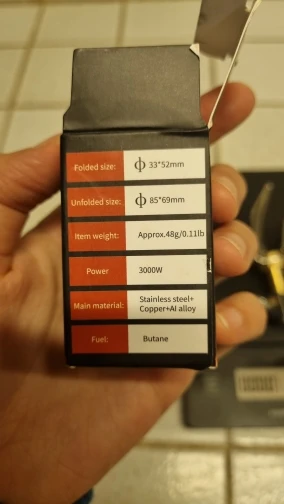 Folded size: ф 33*52mm
Unfolded size: ф 85*69mm
Item weight: Approx.48g/0.11lb
Power 3000W
Main material: Stainless steel+
Copper+Al alloy
Fuel: Butane